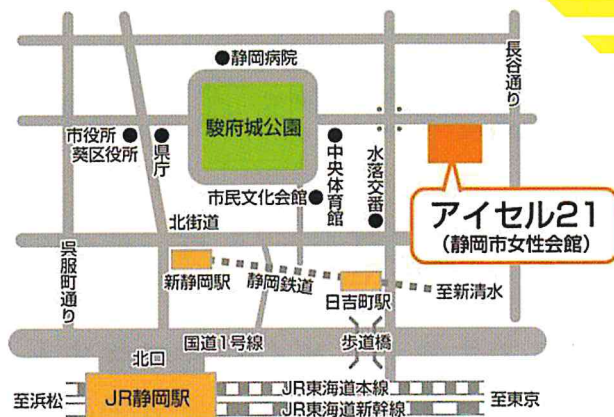 静岡病院
長谷通り
駿府城公園
市役所
葵区役所
県庁
中央体育館
水落交番
市民文化会館
アイセル21
(静岡市女性会館)
北街道
呉服町通り
新静岡駅
静岡鉄道
日吉町駅
至新清水
国道1号線
歩道橋
北口
至浜松
JR静岡駅
JR東海道本線
JR東海道新幹線
至東京